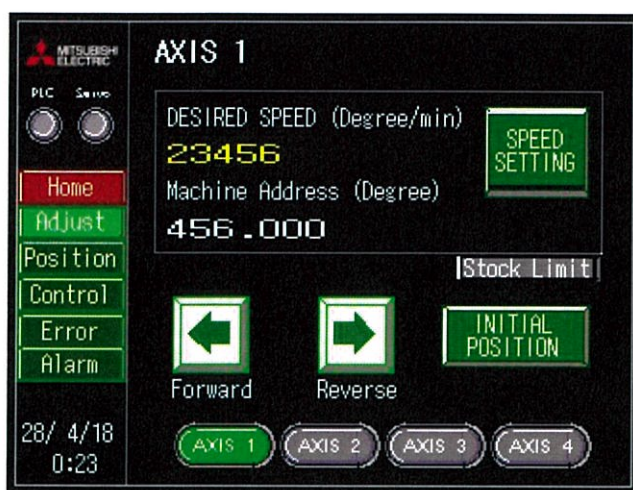 MITSUBISHI
ELECTRIC
AXIS 1
PLC Servo
DESIRED SPEED (Degree/min)
23456
SPEED
SETTING
Machine Address (Degree)
456.000
Home
Adjust
Position
Control
Error
Alarm
Stock Limit
INITIAL
POSITION
Forward Reverse
28/ 4/18
0:23
AXIS 1 AXIS 2 AXIS 3 AXIS 4